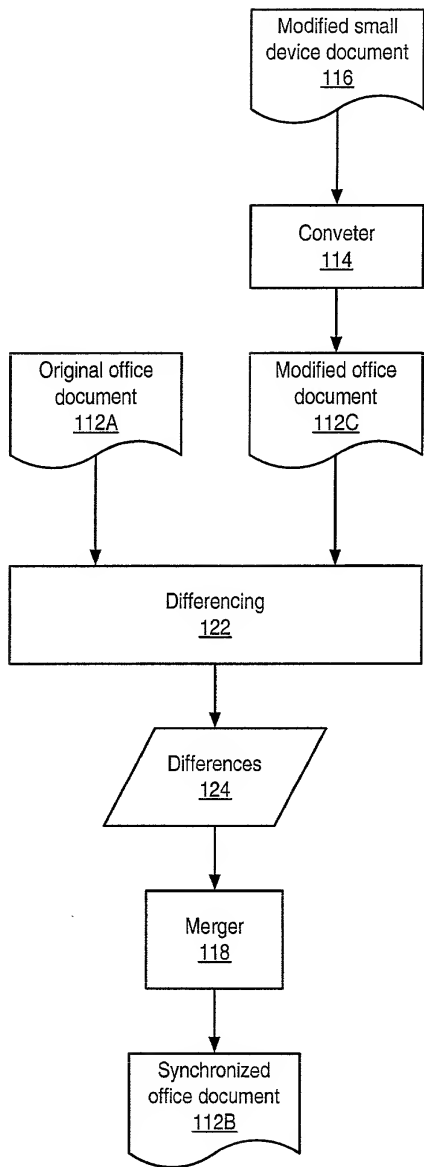 Modified small
device document
116
Conveter
114
Original office
document
112A
Modified office
document
112C
Differencing
122
Differences
124
Merger
118
Synchronized
office document
112B